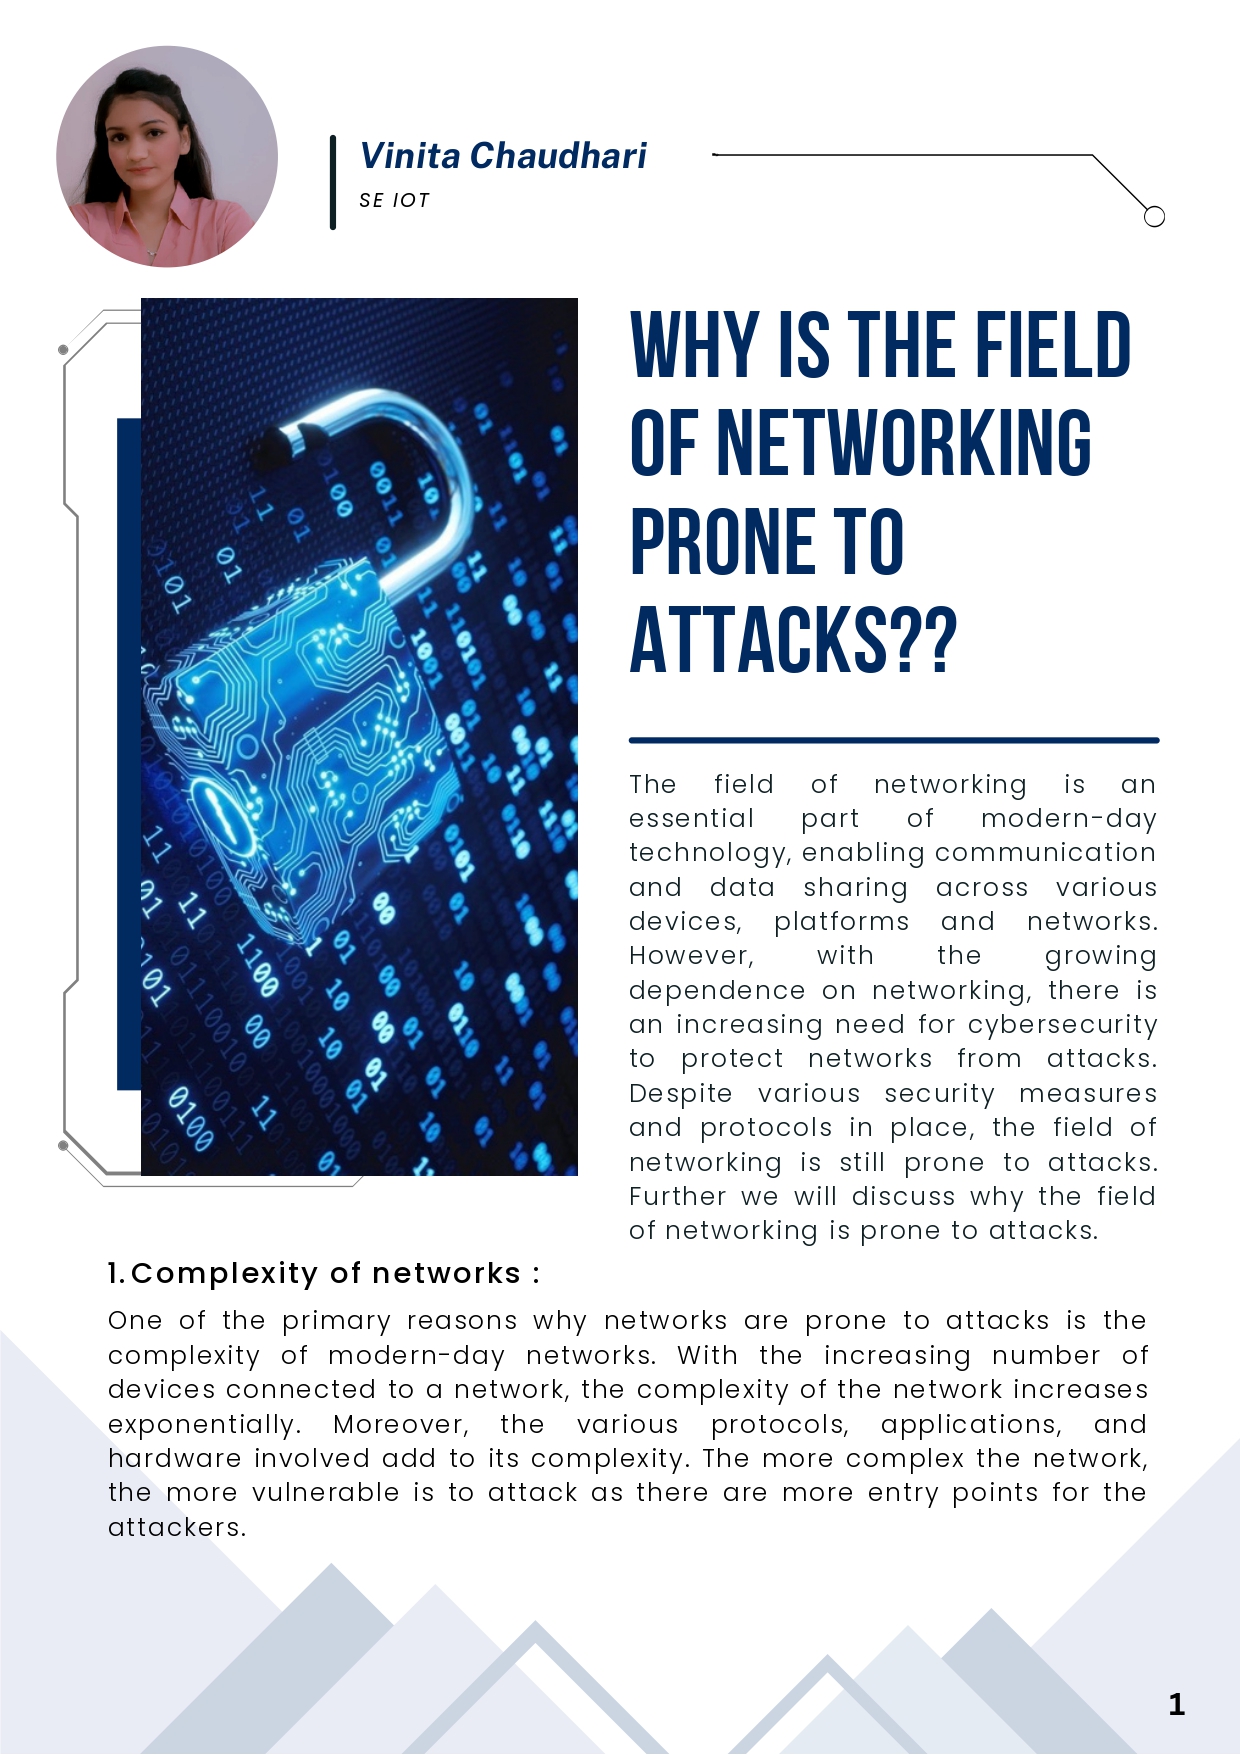 Vinita Chaudhari
SE IOT
WHY IS THE FIELD
OF NETWORKING
PRONE TO
ATTACKS??
The field of networking is an
essential part of modern-day
technology, enabling communication
and data sharing across various
devices, platforms and networks.
However, with the growing
dependence on networking, there is
an increasing need for cybersecurity
to protect networks from attacks.
Despite various security measures
and protocols in place, the field of
networking is still prone to attacks.
Further we will discuss why the field
of networking is prone to attacks.
1. Complexity of networks :
One of the primary reasons why networks are prone to attacks is the
complexity of modern-day networks. With the increasing number of
devices connected to a network, the complexity of the network increases
exponentially. Moreover, the various protocols, applications, and
hardware involved add to its complexity. The more complex the network,
the more vulnerable is to attack as there are more entry points for the
attackers.
1